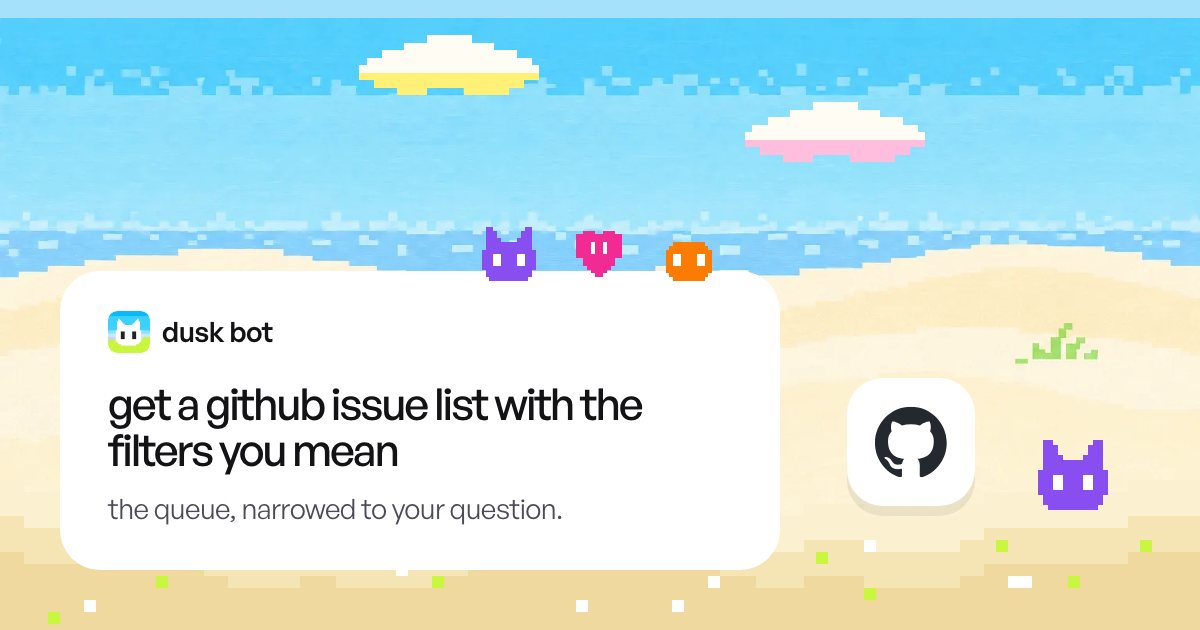 dusk bot
get a github issue list with the
filters you mean
the queue, narrowed to your question.